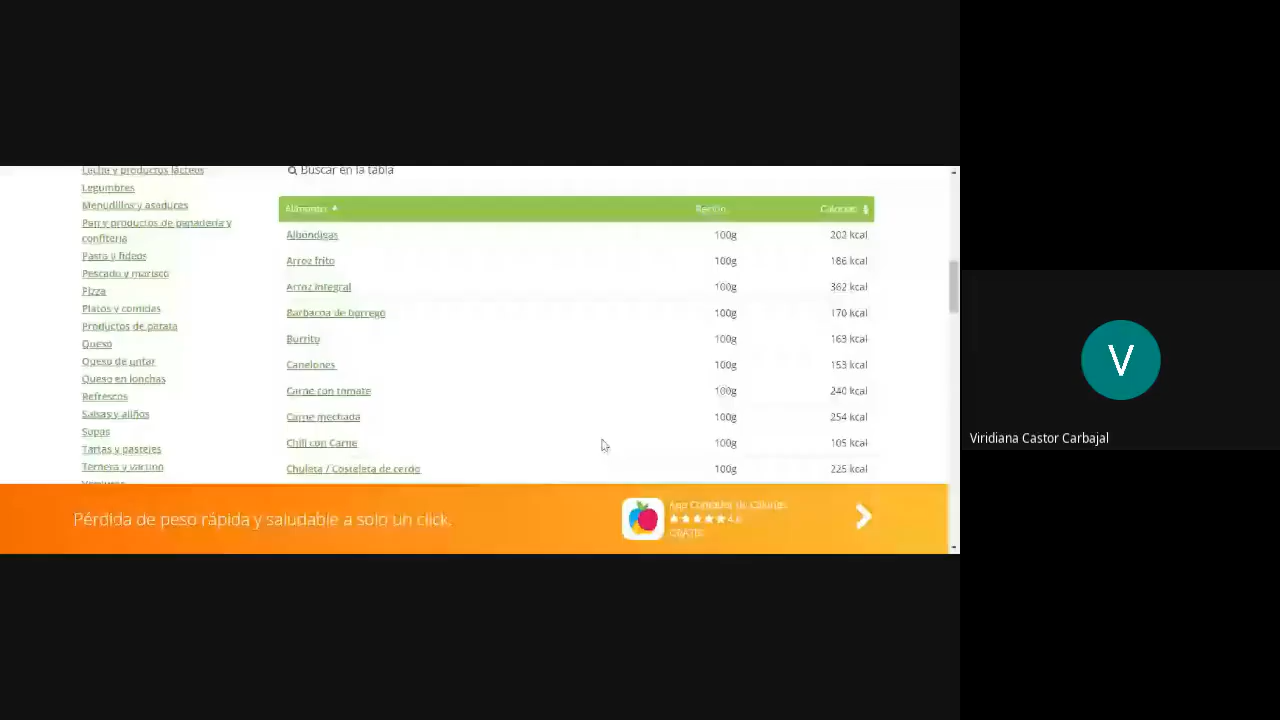 Leche y productos lácteos
Legumbres
Menudillos y asaduras
Pan y productos de panadería y
confitería
Pasta y fideos
Pescado y marisco
Pizza
Platos y comidas
Productos de patata
Queso
Queso de untar
Queso en lonchas
Refrescos
Salsas y aliños
Sopas
Tartas y pasteles
Ternera y vacuno
Buscar en la tabla
Alimento Ración Calorías
Albóndigas 100g 202 kcal
Arroz frito 100g 186 kcal
Arroz integral 100g 362 kcal
Barbacoa de borrego 100g 170 kcal
Burrito 100g 163 kcal
Canelones 100g 153 kcal
Carne con tomate 100g 240 kcal
Carne mechada 100g 254 kcal
Chili con Carne 100g 105 kcal
Chuleta / Costeleta de cerdo 100g 225 kcal
Pérdida de peso rápida y saludable a solo un click.
App Contador de Calorías
4.6
GRATIS
V
Viridiana Castor Carbajal